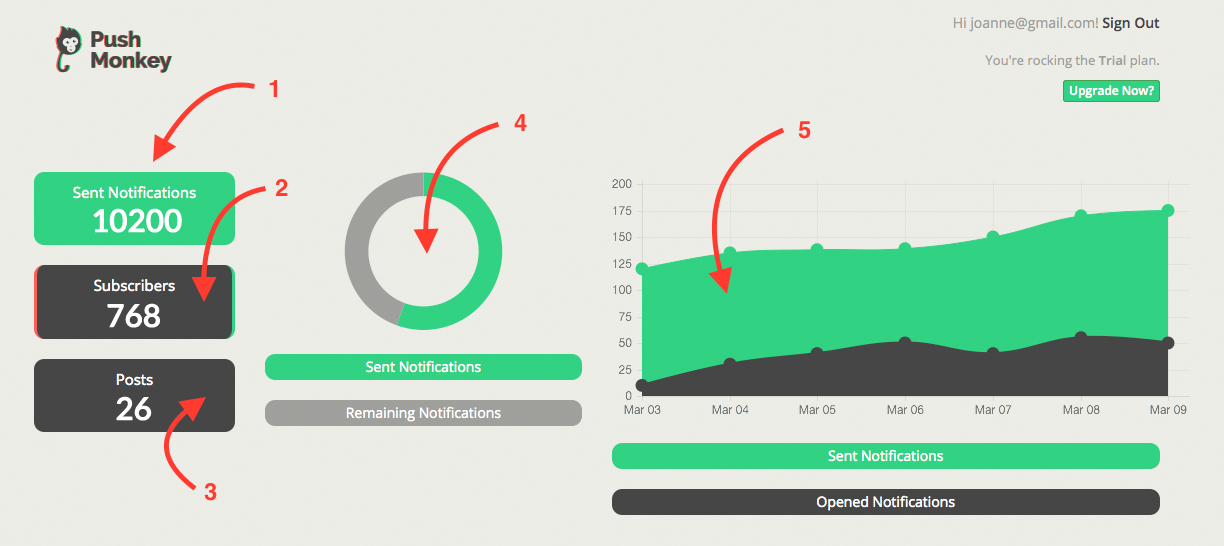 Hi joanne@gmail.com! Sign Out
Push
Monkey
You're rocking the Trial plan.
Upgrade Now?
1
Sent Notifications
10200
2
Subscribers
768
Posts
26
3
4
Sent Notifications
Remaining Notifications
5
200
175
150
125
100
75
50
25
0
Mar 03 Mar 04 Mar 05 Mar 06 Mar 07 Mar 08 Mar 09
Sent Notifications
Opened Notifications